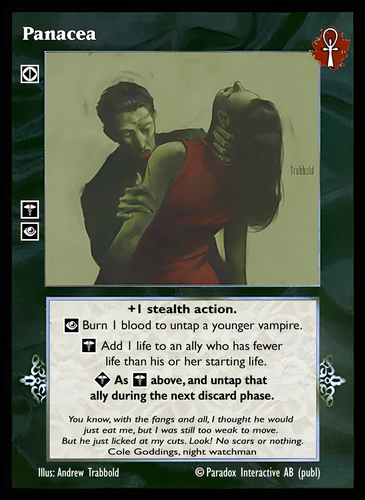 Panacea
Trabbold
+1 stealth action.
Burn 1 blood to untap a younger vampire.
Add 1 life to an ally who has fewer
life than his or her starting life.
As above, and untap that
ally during the next discard phase.
You know, with the fangs and all, I thought he would
just eat me, but I was still too weak to move.
But he just licked at my cuts. Look! No scars or nothing.
Cole Goddings, night watchman
Illus: Andrew Trabbold © Paradox Interactive AB (publ)